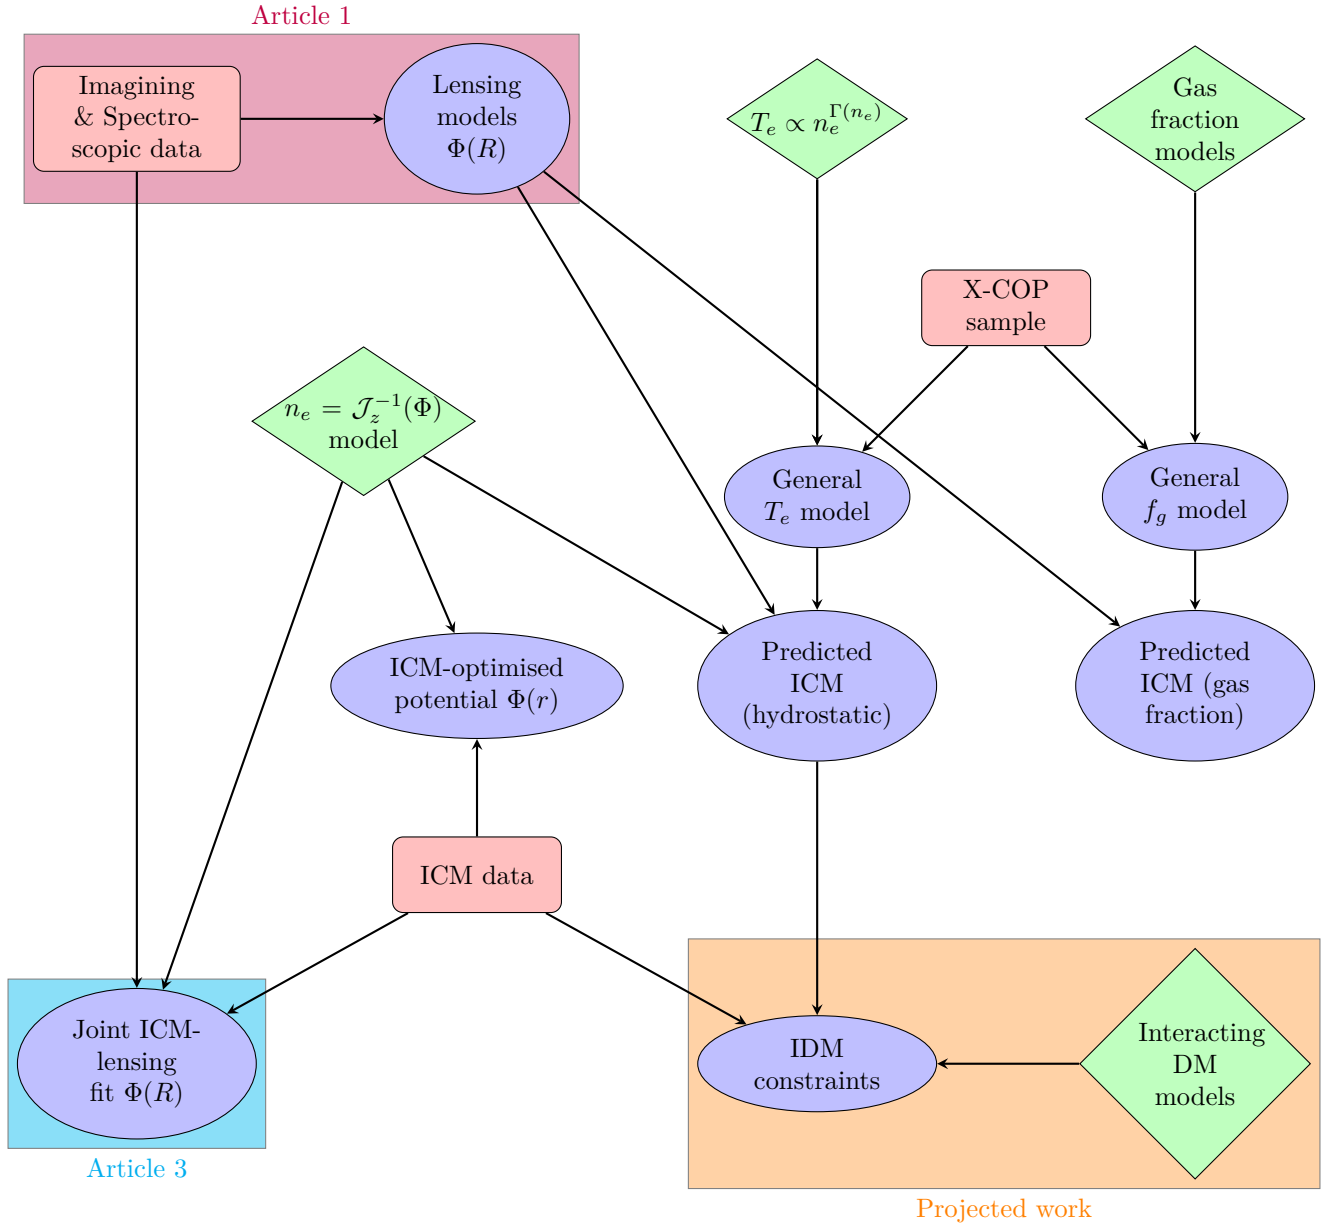 Article 1
Imagining
& Spectro-
scopic data
Lensing
models
Φ(R)
T_e ∝ n_e^{Γ(n_e)}
Gas
fraction
models
X-COP
sample
n_e = 𝒥_z^{-1}(Φ)
model
General
T_e model
General
f_g model
ICM-optimised
potential Φ(r)
Predicted
ICM
(hydrostatic)
Predicted
ICM (gas
fraction)
ICM data
Joint ICM-
lensing
fit Φ(R)
IDM
constraints
Interacting
DM
models
Article 3
Projected work